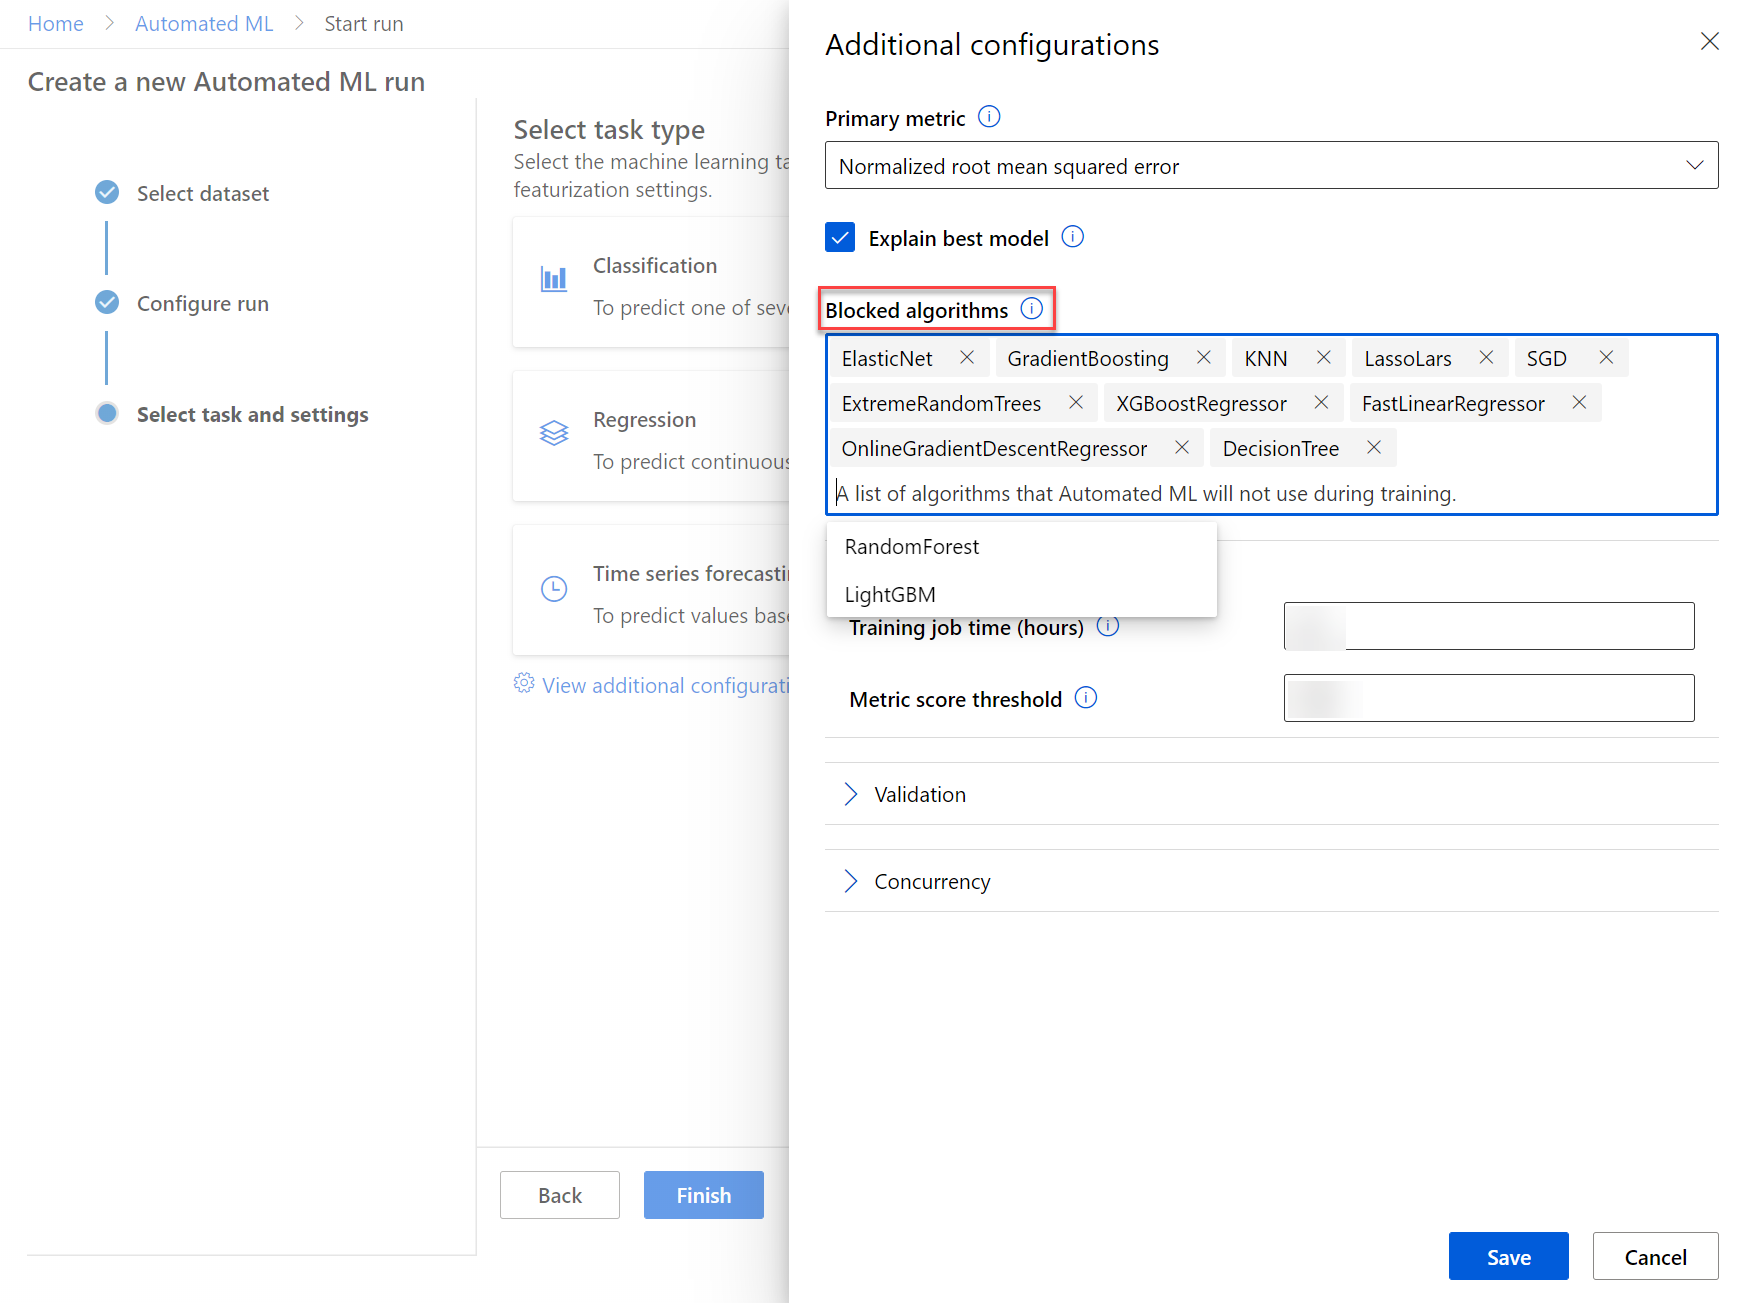 Home > Automated ML > Start run
Create a new Automated ML run
Select dataset
Configure run
Select task and settings
Select task type
Select the machine learning ta
featurization settings.
Classification
To predict one of seve
Regression
To predict continuous
Time series forecasti
To predict values base
View additional configurati
Back
Finish
Additional configurations
Primary metric
Normalized root mean squared error
Explain best model
Blocked algorithms
ElasticNet GradientBoosting KNN LassoLars SGD
ExtremeRandomTrees XGBoostRegressor FastLinearRegressor
OnlineGradientDescentRegressor DecisionTree
A list of algorithms that Automated ML will not use during training.
RandomForest
LightGBM
Training job time (hours)
Metric score threshold
Validation
Concurrency
Save
Cancel